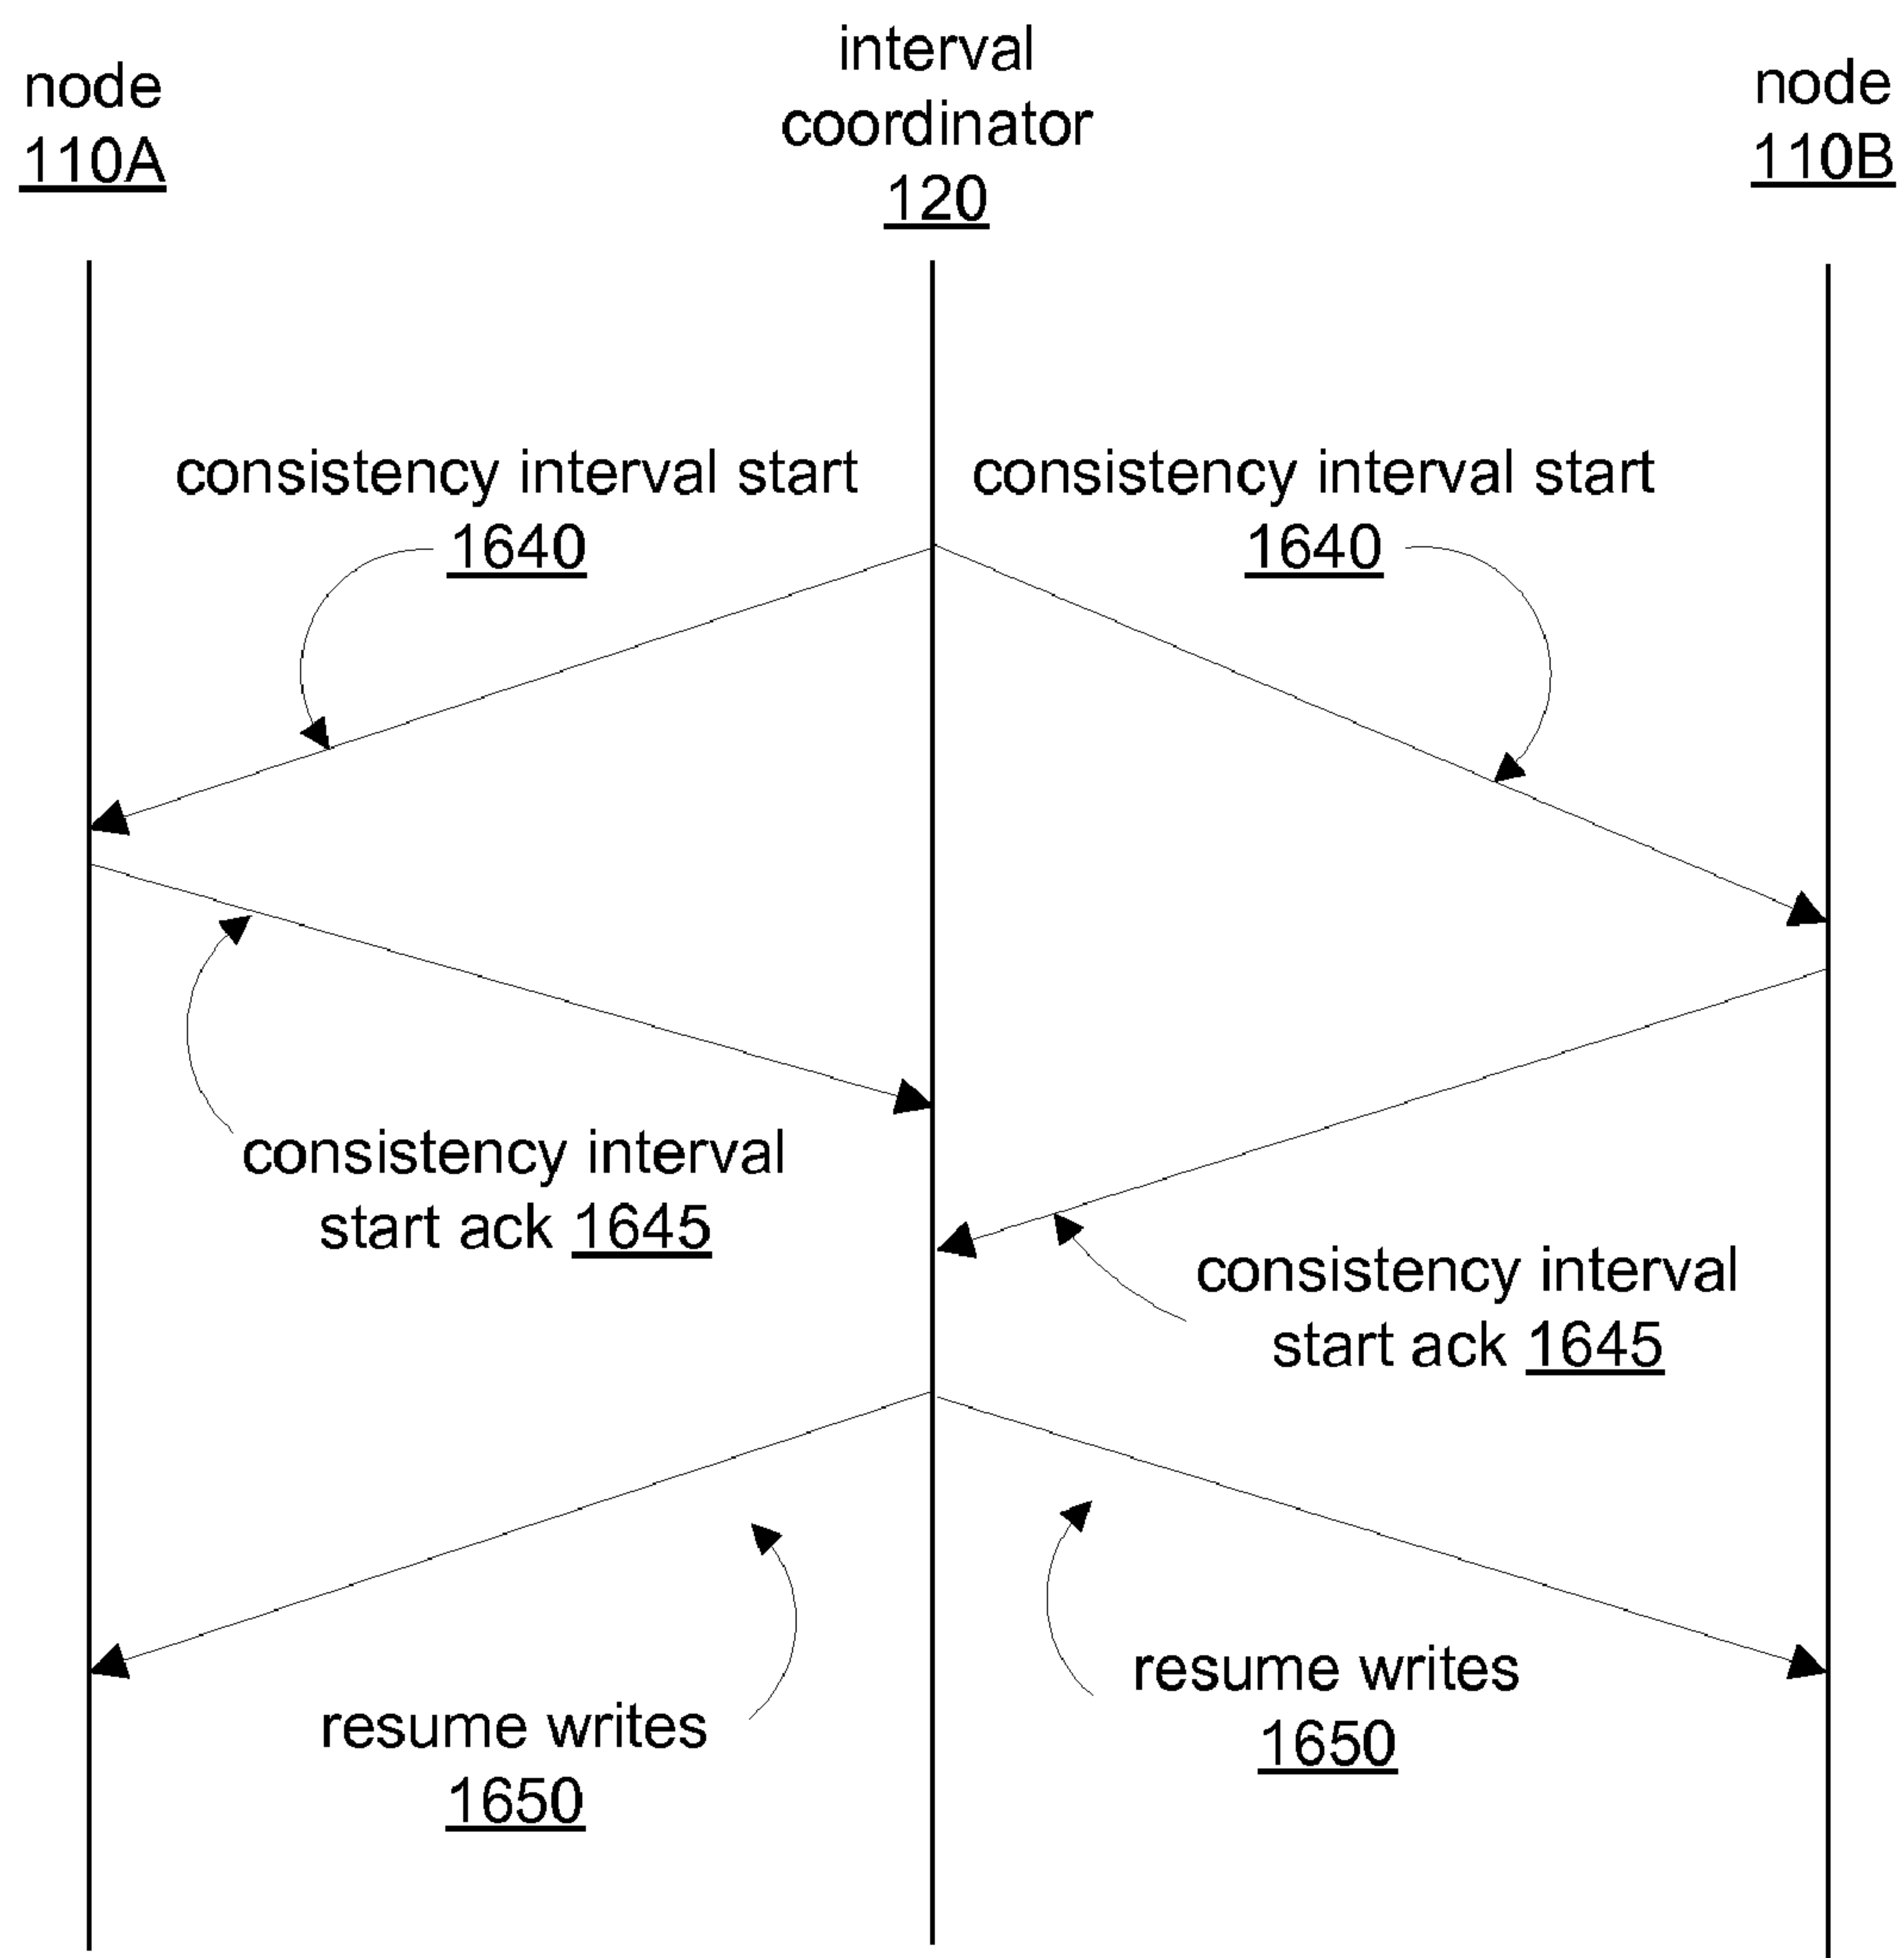 interval
coordinator
120
node
110A
node
110B
consistency interval start
1640
consistency interval start
1640
consistency interval
start ack 1645
consistency interval
start ack 1645
resume writes
1650
resume writes
1650